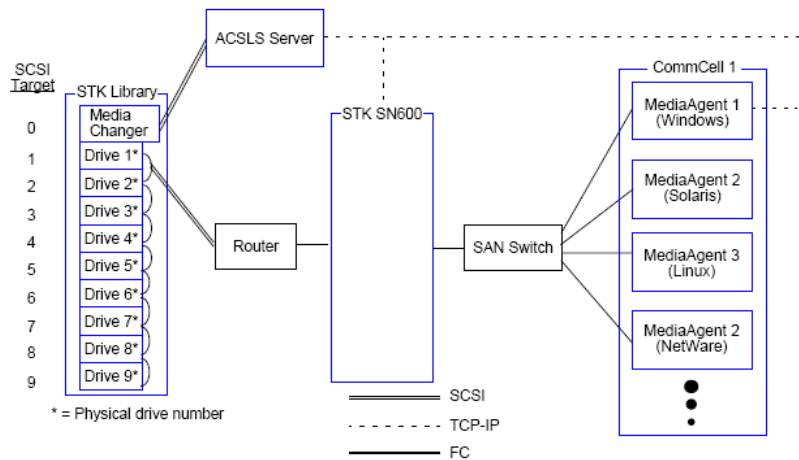 ACSLS Server
SCSI
Target
STK Library
Media
Changer
0
Drive 1*
1
Drive 2*
2
Drive 3*
3
Drive 4*
4
Drive 5*
5
Drive 6*
6
Drive 7*
7
Drive 8*
8
Drive 9*
9
* = Physical drive number
Router
STK SN600
SAN Switch
CommCell 1
MediaAgent 1
(Windows)
MediaAgent 2
(Solaris)
MediaAgent 3
(Linux)
MediaAgent 2
(NetWare)
SCSI
TCP-IP
FC